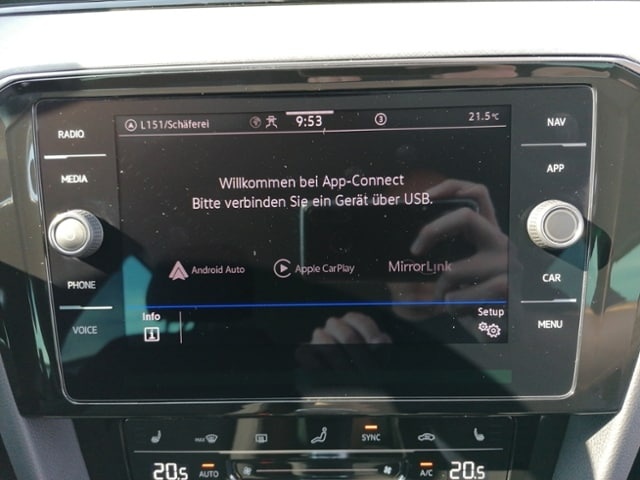 RADIO
MEDIA
PHONE
VOICE
L151/Schäferei
9:53
3
21.5°C
Willkommen bei App-Connect
Bitte verbinden Sie ein Gerät über USB.
Android Auto
Apple CarPlay
MirrorLink
Info
Setup
NAV
APP
CAR
MENU
MAX
SYNC
20.5
AUTO
A/C
20.5